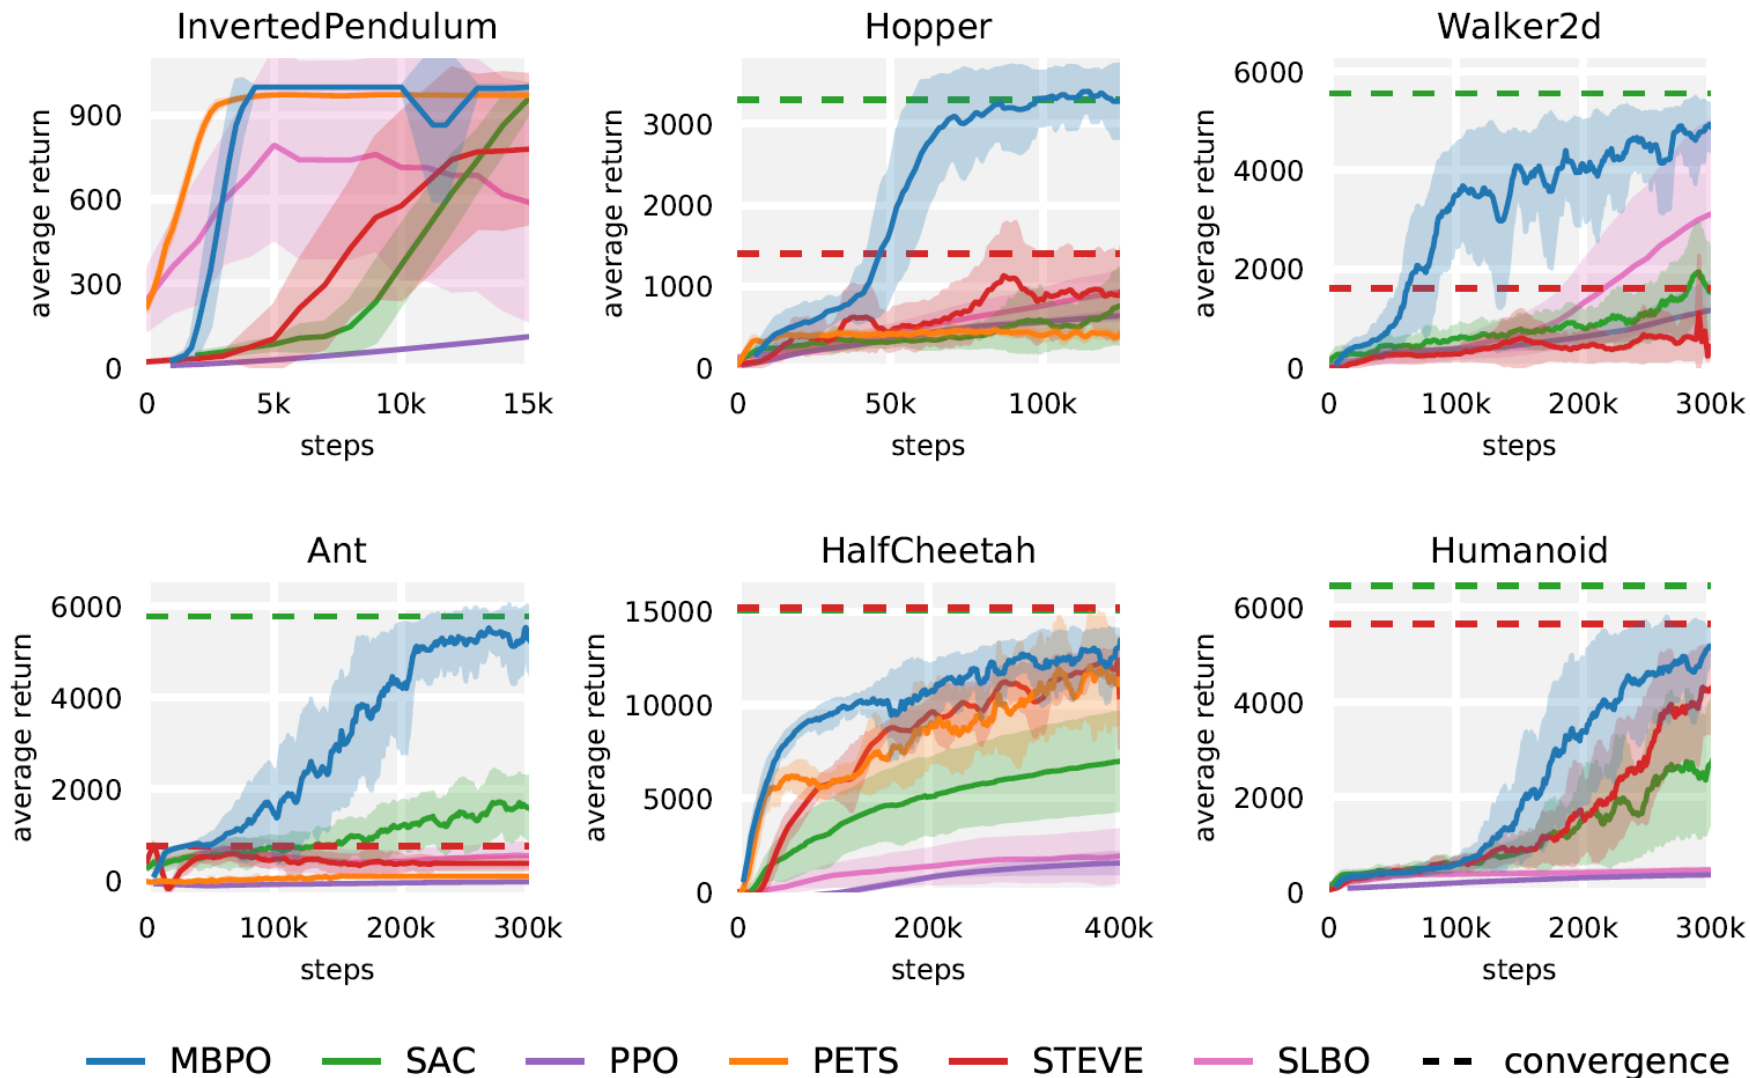 InvertedPendulum
average return
900
600
300
0
0 5k 10k 15k
steps
Hopper
average return
3000
2000
1000
0
0 50k 100k
steps
Walker2d
average return
6000
4000
2000
0
0 100k 200k 300k
steps
Ant
average return
6000
4000
2000
0
0 100k 200k 300k
steps
HalfCheetah
average return
15000
10000
5000
0
0 200k 400k
steps
Humanoid
average return
6000
4000
2000
0
0 100k 200k 300k
steps
MBPO SAC PPO PETS STEVE SLBO convergence